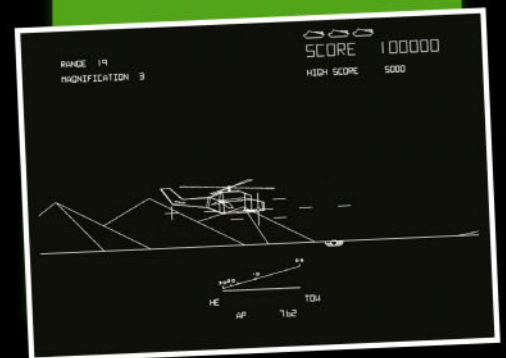 RANGE 19
MAGNIFICATION 3
SCORE 100000
HIGH SCORE 5000
HE TOW
AP 762